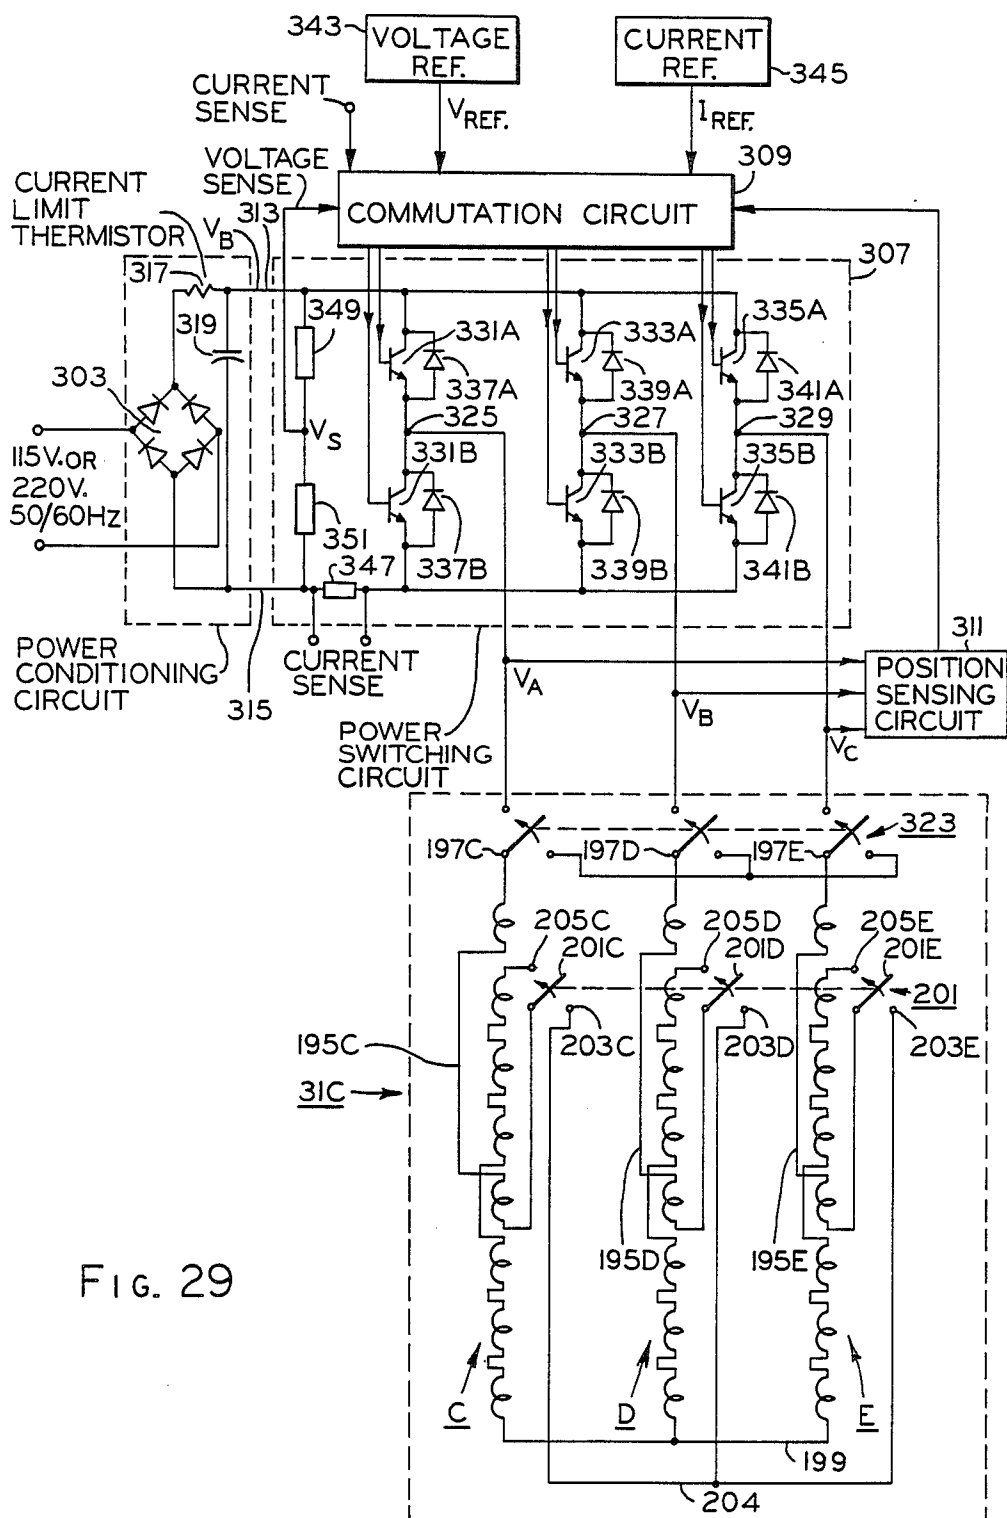 343
VOLTAGE
REF.
CURRENT
REF.
345
CURRENT
SENSE
VREF.
IREF.
309
VOLTAGE
SENSE
COMMUTATION CIRCUIT
CURRENT
LIMIT
THERMISTOR
313
VB
317
307
319
349
331A
333A
335A
303
337A
339A
341A
325
327
329
VS
115V. OR
220V.
50/60Hz
331B
333B
335B
351
347
337B
339B
341B
POWER
CONDITIONING
CIRCUIT
CURRENT
SENSE
315
311
VA
POSITION
SENSING
CIRCUIT
VB
POWER
SWITCHING
CIRCUIT
VC
323
197C
197D
197E
205C
205D
205E
201C
201D
201E
201
203C
203D
203E
195C
31C
195D
195E
FIG. 29
C
D
E
199
204